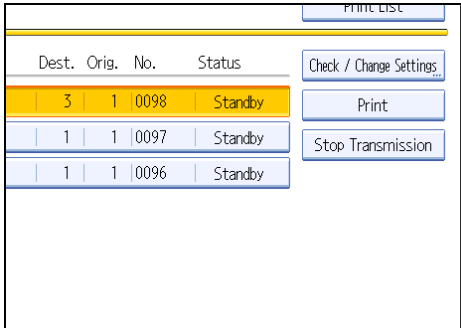 Print List
Dest. Orig. No. Status
Check / Change Settings
3 1 0098 Standby
Print
1 1 0097 Standby
Stop Transmission
1 1 0096 Standby